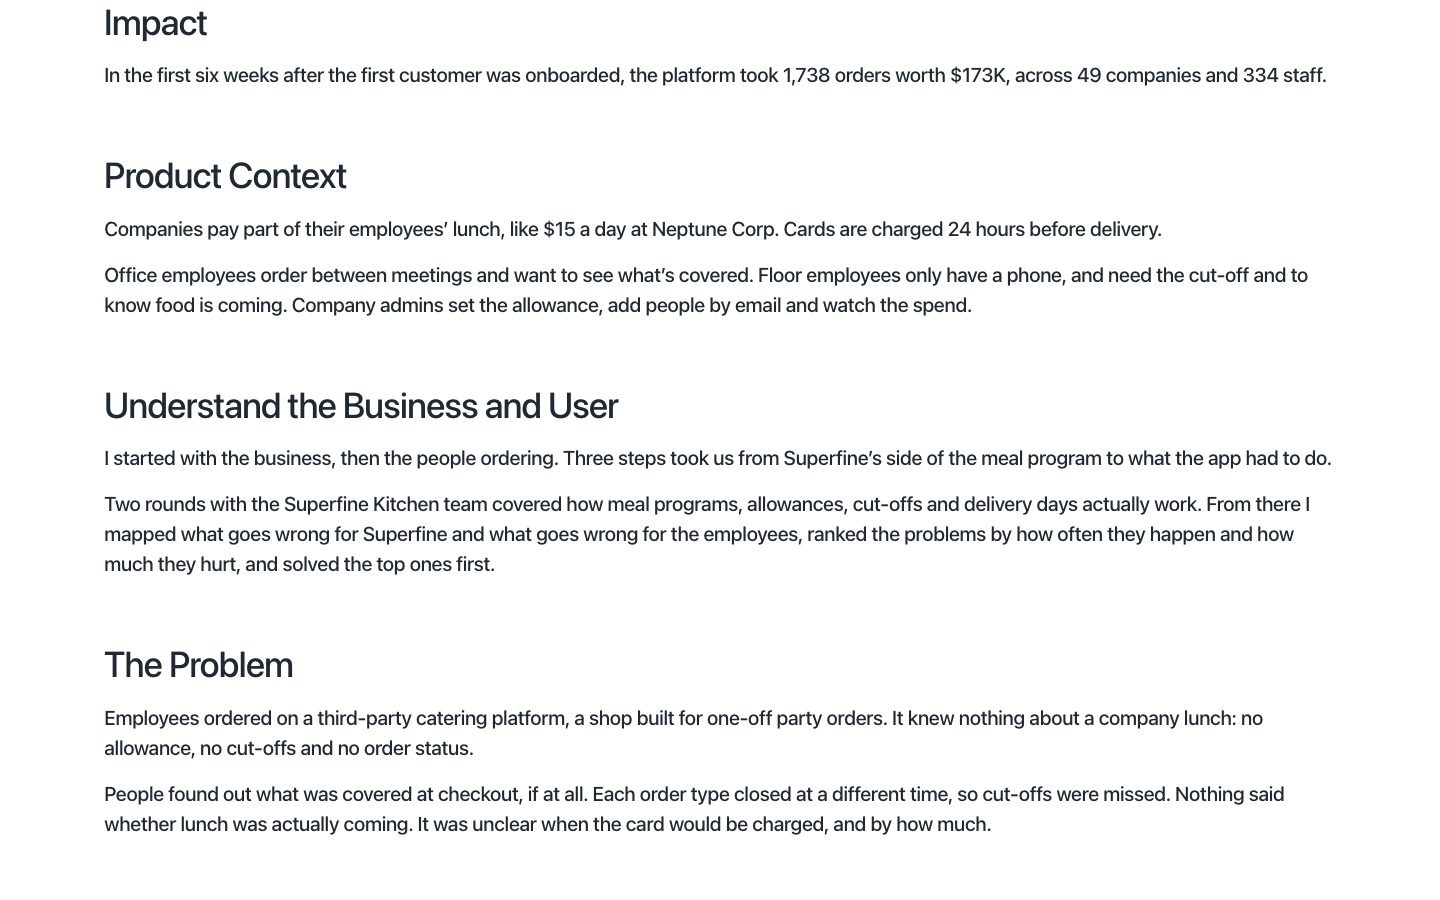 Impact
In the first six weeks after the first customer was onboarded, the platform took 1,738 orders worth $173K, across 49 companies and 334 staff.
Product Context
Companies pay part of their employees’ lunch, like $15 a day at Neptune Corp. Cards are charged 24 hours before delivery.
Office employees order between meetings and want to see what’s covered. Floor employees only have a phone, and need the cut-off and to
know food is coming. Company admins set the allowance, add people by email and watch the spend.
Understand the Business and User
I started with the business, then the people ordering. Three steps took us from Superfine’s side of the meal program to what the app had to do.
Two rounds with the Superfine Kitchen team covered how meal programs, allowances, cut-offs and delivery days actually work. From there I
mapped what goes wrong for Superfine and what goes wrong for the employees, ranked the problems by how often they happen and how
much they hurt, and solved the top ones first.
The Problem
Employees ordered on a third-party catering platform, a shop built for one-off party orders. It knew nothing about a company lunch: no
allowance, no cut-offs and no order status.
People found out what was covered at checkout, if at all. Each order type closed at a different time, so cut-offs were missed. Nothing said
whether lunch was actually coming. It was unclear when the card would be charged, and by how much.